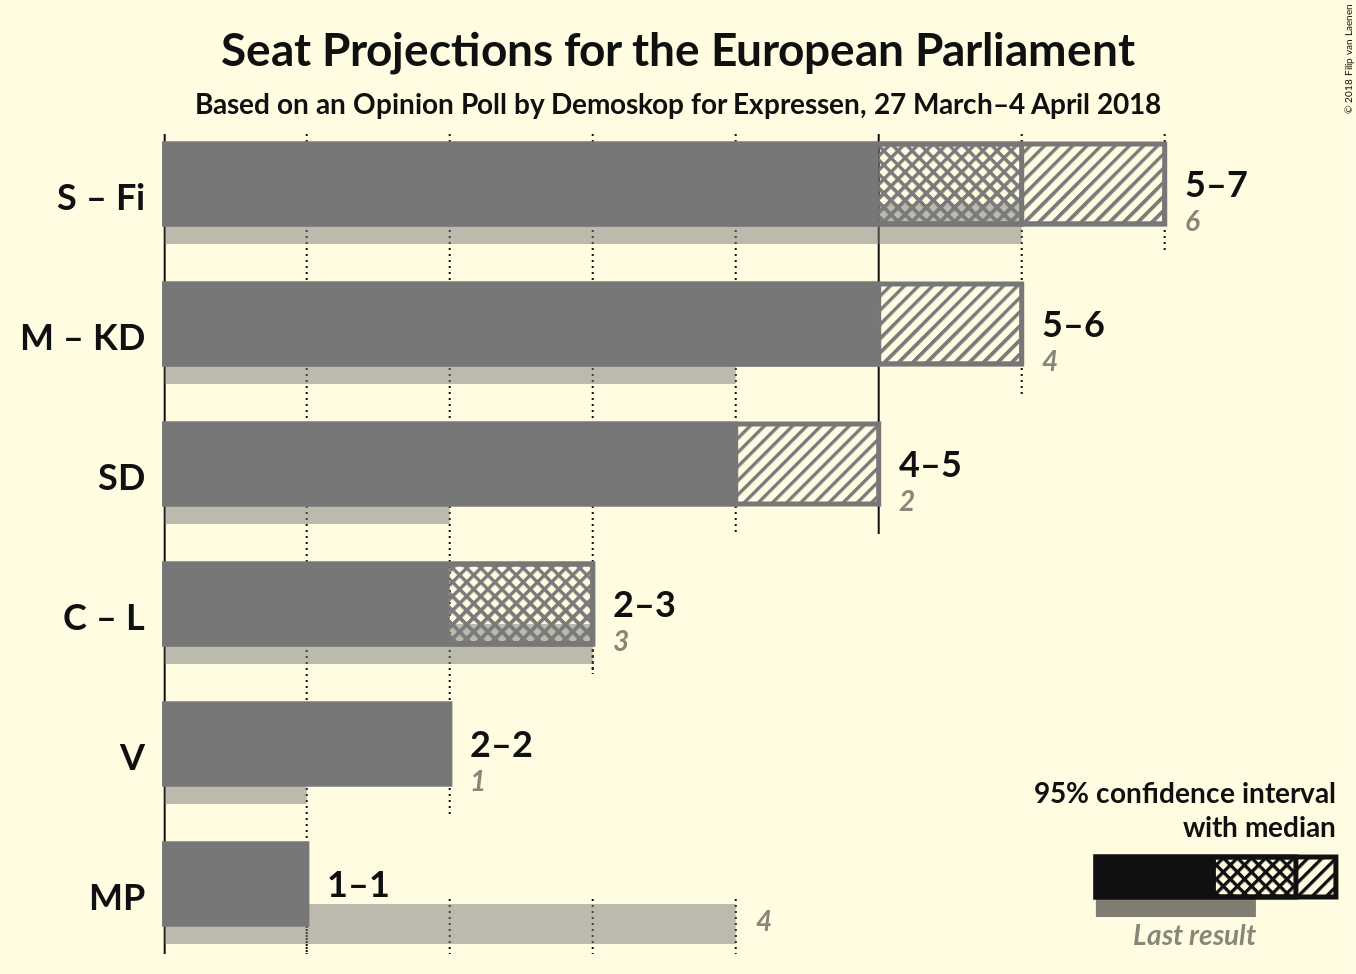 Seat Projections for the European Parliament
Based on an Opinion Poll by Demoskop for Expressen, 27 March–4 April 2018
© 2018 Filip van Laenen
S – Fi
5–7
6
M – KD
5–6
4
SD
4–5
2
C – L
2–3
3
V
2–2
1
MP
1–1
4
95% confidence interval
with median
Last result